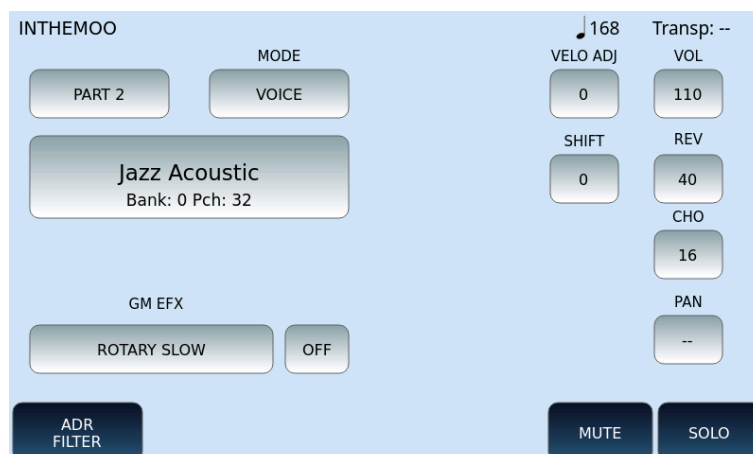 INTHEMOO
168
Transp: --
MODE
VELO ADJ
VOL
PART 2
VOICE
0
110
SHIFT
REV
Jazz Acoustic
Bank: 0 Pch: 32
0
40
CHO
16
GM EFX
PAN
ROTARY SLOW
OFF
--
ADR
FILTER
MUTE
SOLO